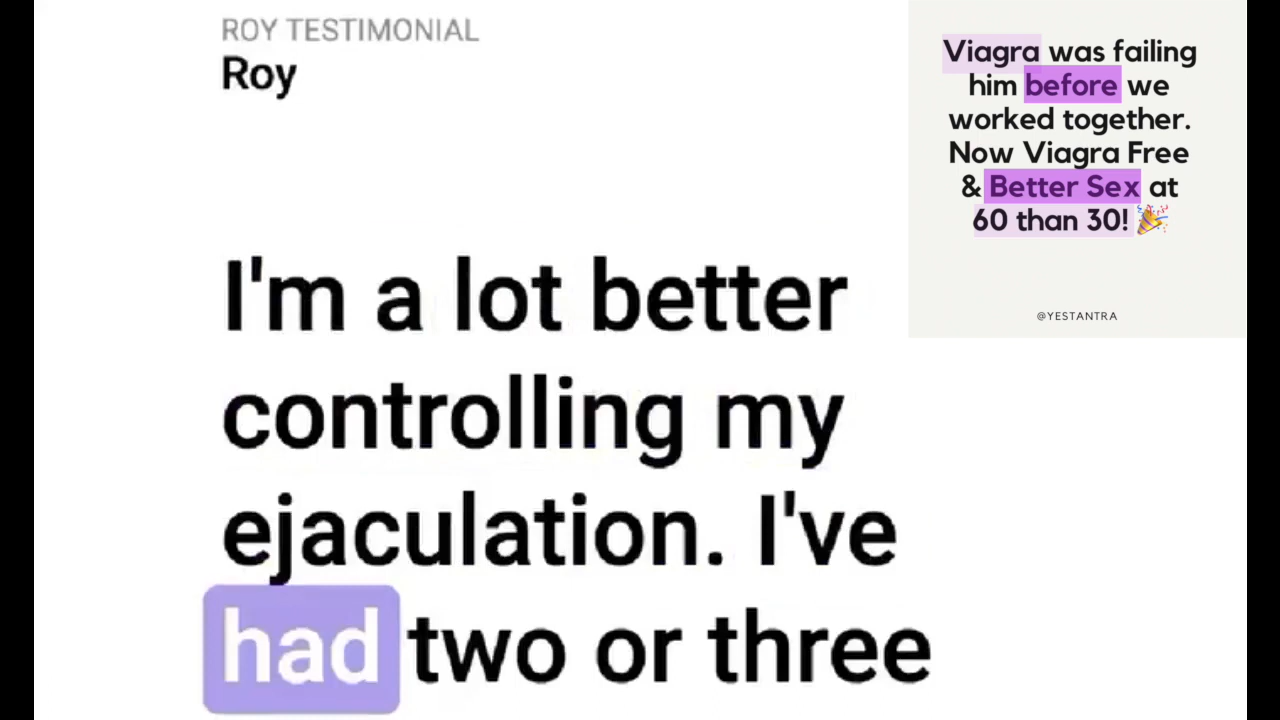 ROY TESTIMONIAL
Roy
I'm a lot better
controlling my
ejaculation. I've
had two or three
Viagra was failing
him before we
worked together.
Now Viagra Free
& Better Sex at
60 than 30! 🎉
@YESTANTRA